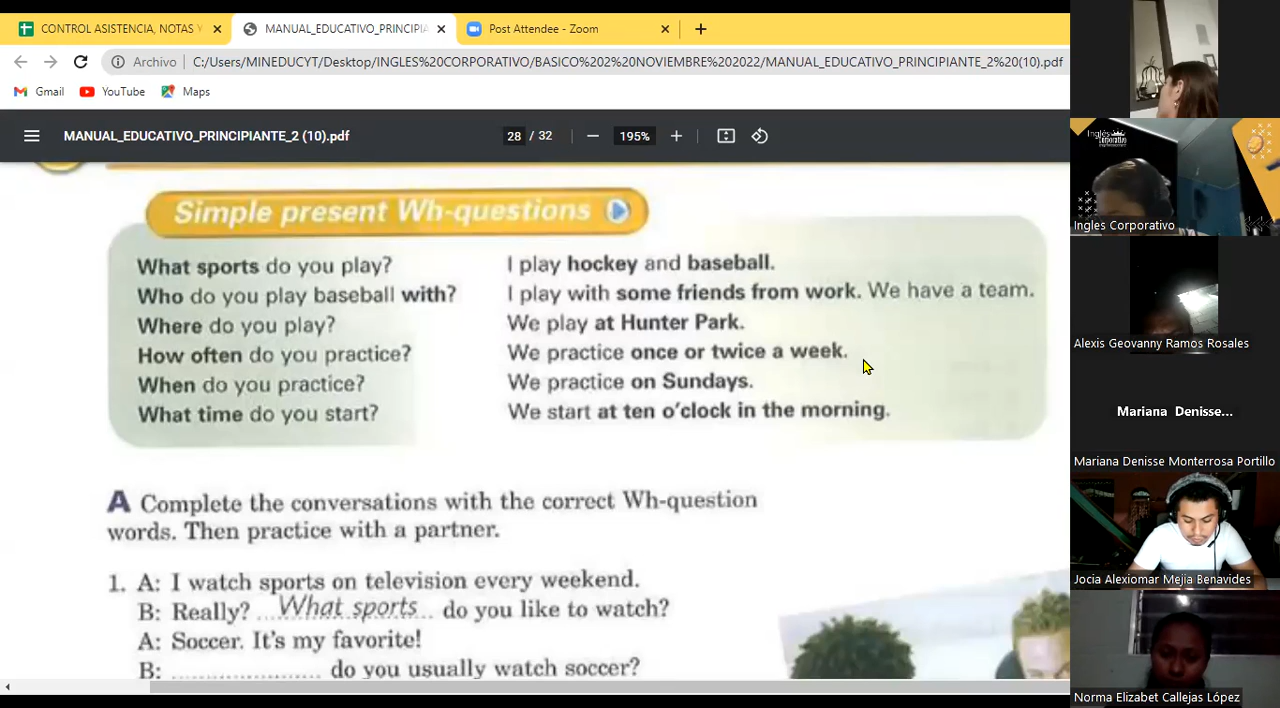 CONTROL ASISTENCIA, NOTAS Y
MANUAL_EDUCATIVO_PRINCIPIA
Post Attendee - Zoom
Archivo
C:/Users/MINEDUCYT/Desktop/INGLES%20CORPORATIVO/BASICO%202%20NOVIEMBRE%202022/MANUAL_EDUCATIVO_PRINCIPIANTE_2%20(10).pdf
Gmail
YouTube
Maps
MANUAL_EDUCATIVO_PRINCIPIANTE_2 (10).pdf
28 / 32
195%
Simple present Wh-questions
What sports do you play?
I play hockey and baseball.
Who do you play baseball with?
I play with some friends from work. We have a team.
Where do you play?
We play at Hunter Park.
How often do you practice?
We practice once or twice a week.
When do you practice?
We practice on Sundays.
What time do you start?
We start at ten o'clock in the morning.
A Complete the conversations with the correct Wh-question
words. Then practice with a partner.
1. A: I watch sports on television every weekend.
B: Really? What sports do you like to watch?
A: Soccer. It's my favorite!
B: .................... do you usually watch soccer?
Inglés
Corporativo
Ingles Corporativo
Alexis Geovanny Ramos Rosales
Mariana Denisse...
Mariana Denisse Monterrosa Portillo
Jocia Alexiomar Mejia Benavides
Norma Elizabet Callejas López